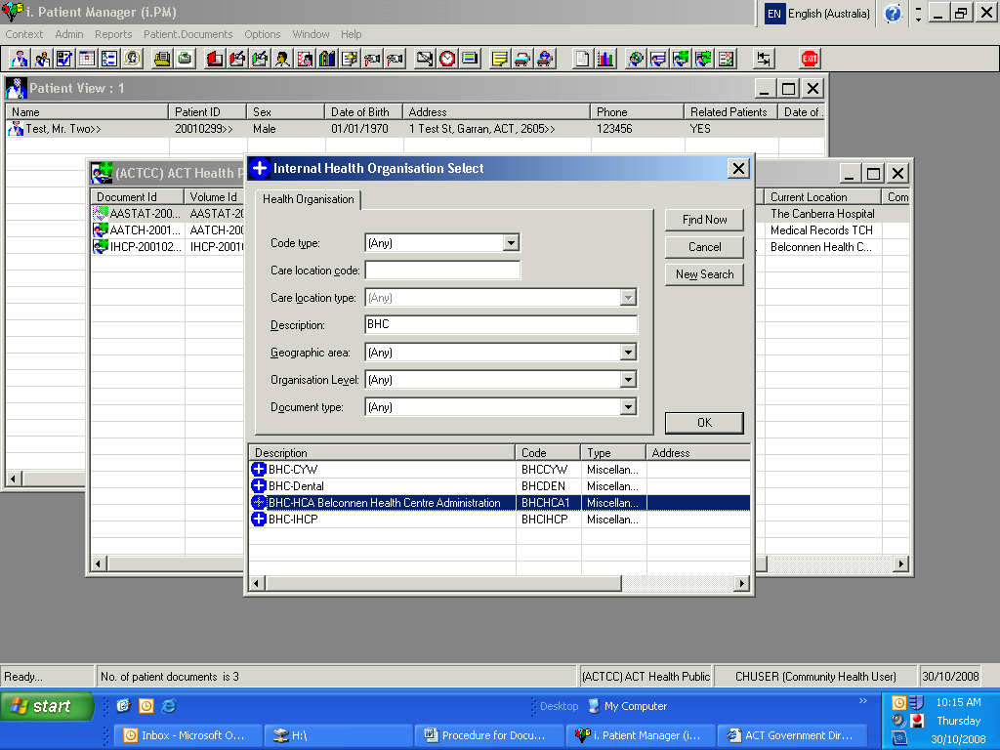 i. Patient Manager (i.PM)
EN English (Australia)
Context Admin Reports Patient.Documents Options Window Help
EXIT
Patient View : 1
Name Patient ID Sex Date of Birth Address Phone Related Patients Date of .
Test, Mr. Two>> 20010299>> Male 01/01/1970 1 Test St, Garran, ACT, 2605>> 123456 YES
(ACTCC) ACT Health P
Document Id Volume Id Current Location Com
AASTAT-200... AASTAT-200 The Canberra Hospital
AATCH-2001... AATCH-200 Medical Records TCH
IHCP-200102... IHCP-20010 Belconnen Health C...
Internal Health Organisation Select
Health Organisation
Find Now
Cancel
New Search
Code type: (Any)
Care location code:
Care location type: (Any)
Description: BHC
Geographic area: (Any)
Organisation Level: (Any)
Document type: (Any)
OK
Description Code Type Address
BHC-CYW BHCCYW Miscellan...
BHC-Dental BHCDEN Miscellan...
BHC-HCA Belconnen Health Centre Administration BHCHCA1 Miscellan...
BHC-IHCP BHCIHCP Miscellan...
Ready... No. of patient documents is 3 (ACTCC) ACT Health Public CHUSER (Community Health User) 30/10/2008
start Desktop My Computer » 10:15 AM
Thursday
Inbox - Microsoft O... H:\ Procedure for Docu... i. Patient Manager (i... ACT Government Dir... 30/10/2008